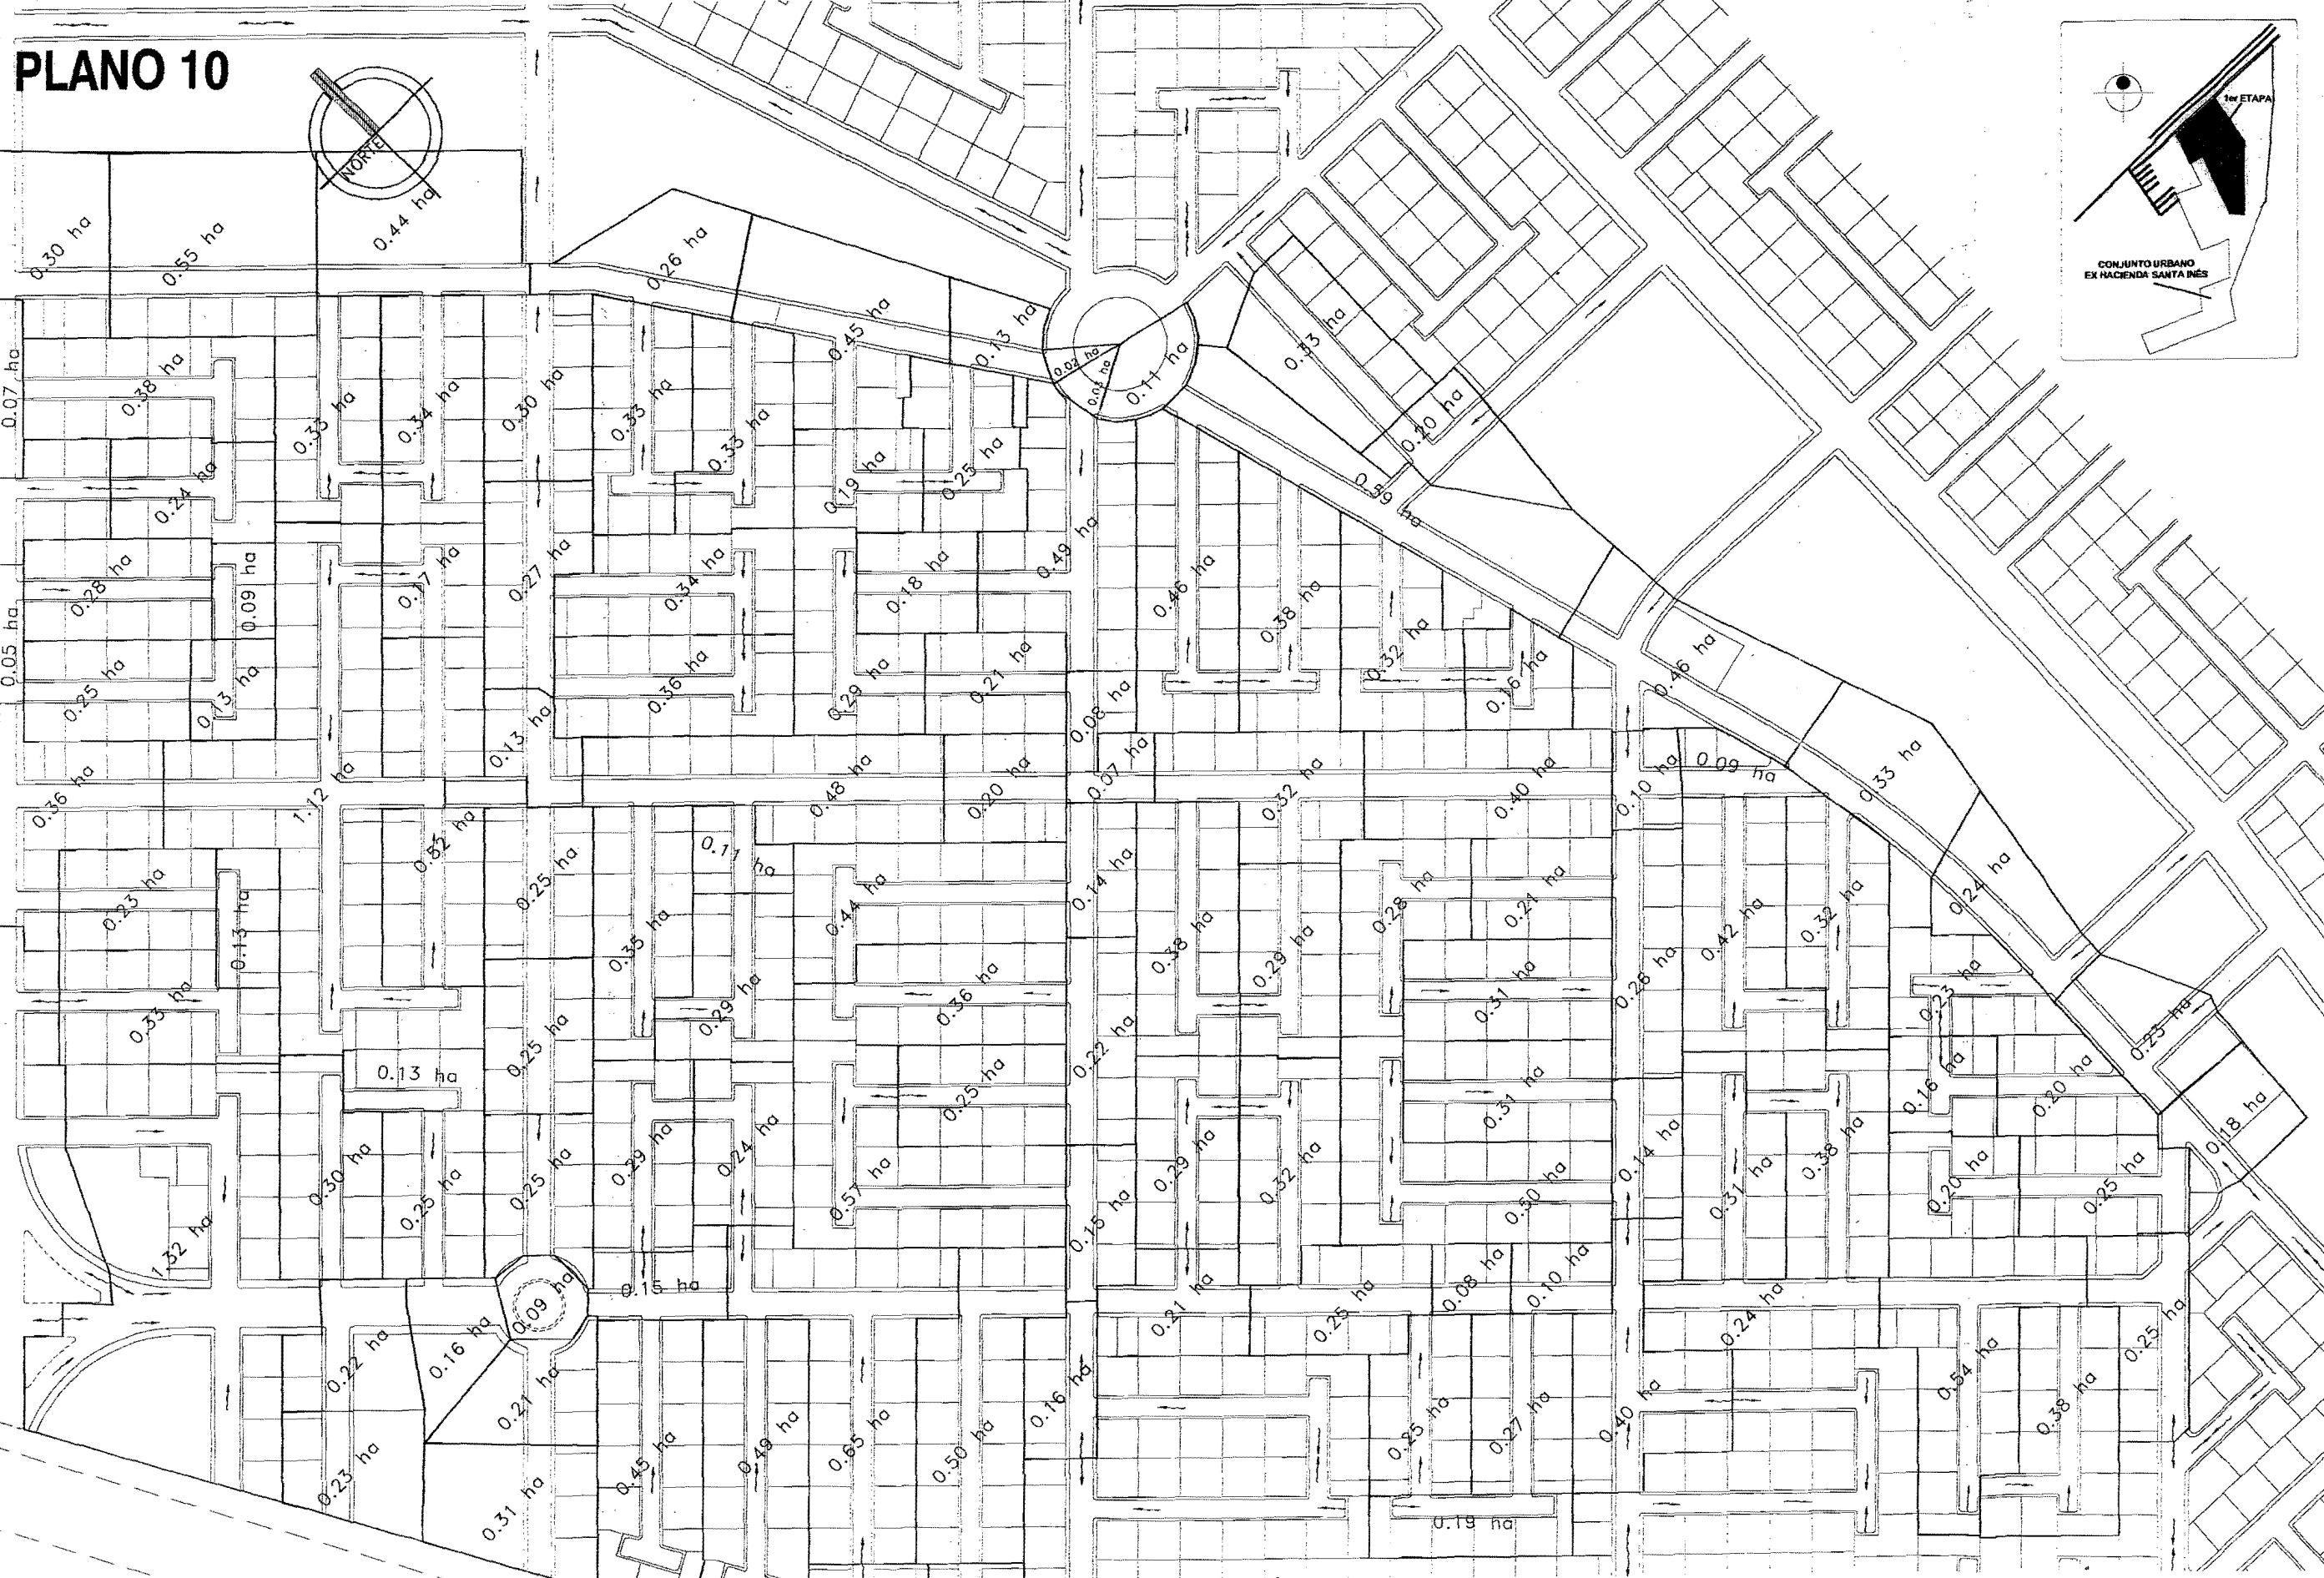 PLANO 10
NORTE
1er ETAPA
CONJUNTO URBANO
EX HACIENDA SANTA INÉS
0.30 ha
0.55 ha
0.44 ha
0.26 ha
0.45 ha
0.13 ha
0.02 ha
0.03 ha
0.11 ha
0.33 ha
0.20 ha
0.39 ha
0.07 ha
0.38 ha
0.33 ha
0.34 ha
0.30 ha
0.33 ha
0.33 ha
0.19 ha
0.25 ha
0.24 ha
0.49 ha
0.28 ha
0.09 ha
0.17 ha
0.27 ha
0.34 ha
0.18 ha
0.46 ha
0.38 ha
0.32 ha
0.16 ha
0.46 ha
0.05 ha
0.25 ha
0.13 ha
0.13 ha
0.36 ha
0.29 ha
0.21 ha
0.08 ha
0.07 ha
0.36 ha
1.12 ha
0.48 ha
0.20 ha
0.32 ha
0.40 ha
0.10 ha
0.09 ha
0.33 ha
0.52 ha
0.25 ha
0.11 ha
0.44 ha
0.14 ha
0.28 ha
0.21 ha
0.24 ha
0.23 ha
0.13 ha
0.35 ha
0.38 ha
0.29 ha
0.42 ha
0.32 ha
0.33 ha
0.29 ha
0.36 ha
0.31 ha
0.26 ha
0.23 ha
0.23 ha
0.13 ha
0.25 ha
0.25 ha
0.22 ha
0.31 ha
0.16 ha
0.20 ha
0.18 ha
0.30 ha
0.25 ha
0.25 ha
0.29 ha
0.24 ha
0.57 ha
0.15 ha
0.29 ha
0.32 ha
0.50 ha
0.14 ha
0.31 ha
0.38 ha
0.20 ha
0.25 ha
1.32 ha
0.09 ha
0.15 ha
0.21 ha
0.25 ha
0.08 ha
0.10 ha
0.24 ha
0.25 ha
0.22 ha
0.16 ha
0.21 ha
0.16 ha
0.54 ha
0.38 ha
0.23 ha
0.31 ha
0.45 ha
0.49 ha
0.65 ha
0.50 ha
0.25 ha
0.27 ha
0.40 ha
0.19 ha